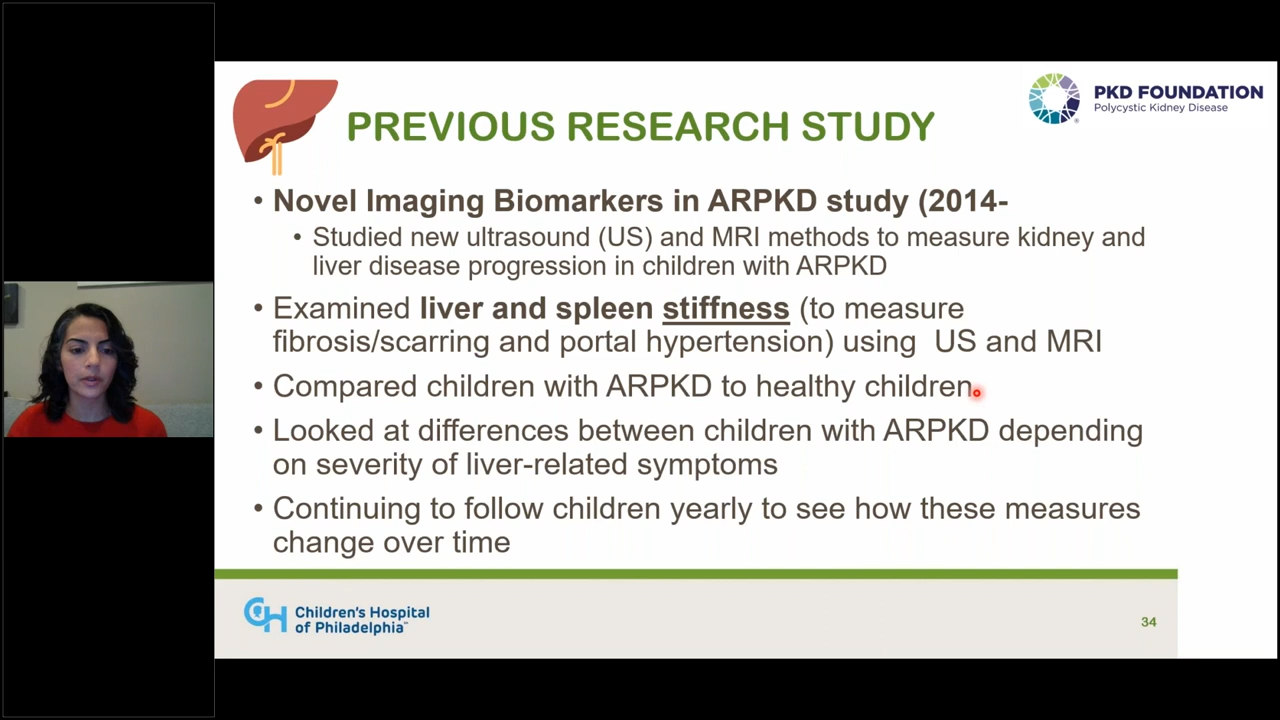 PKD FOUNDATION
Polycystic Kidney Disease
PREVIOUS RESEARCH STUDY
• Novel Imaging Biomarkers in ARPKD study (2014-
• Studied new ultrasound (US) and MRI methods to measure kidney and
liver disease progression in children with ARPKD
• Examined liver and spleen stiffness (to measure
fibrosis/scarring and portal hypertension) using US and MRI
• Compared children with ARPKD to healthy children
• Looked at differences between children with ARPKD depending
on severity of liver-related symptoms
• Continuing to follow children yearly to see how these measures
change over time
CH Children's Hospital
of Philadelphia℠
34